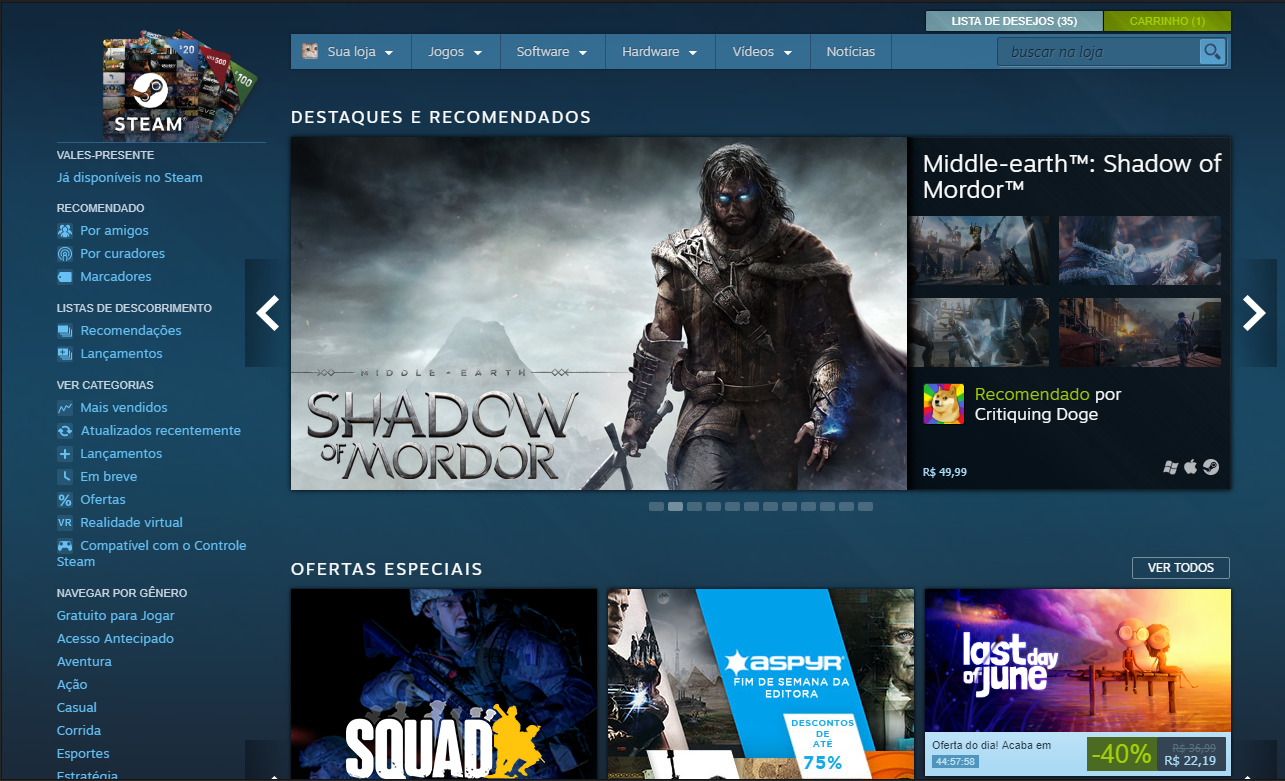 LISTA DE DESEJOS (35)
CARRINHO (1)
Sua loja
Jogos
Software
Hardware
Vídeos
Notícias
buscar na loja
$20
$100
STEAM
VALES-PRESENTE
Já disponíveis no Steam
RECOMENDADO
Por amigos
Por curadores
Marcadores
LISTAS DE DESCOBRIMENTO
Recomendações
Lançamentos
VER CATEGORIAS
Mais vendidos
Atualizados recentemente
Lançamentos
Em breve
% Ofertas
VR Realidade virtual
Compatível com o Controle
Steam
NAVEGAR POR GÊNERO
Gratuito para Jogar
Acesso Antecipado
Aventura
Ação
Casual
Corrida
Esportes
Estratégia
DESTAQUES E RECOMENDADOS
MIDDLE-EARTH
SHADOW
OF MORDOR
Middle-earth™: Shadow of
Mordor™
Recomendado por
Critiquing Doge
R$ 49,99
OFERTAS ESPECIAIS
VER TODOS
SQUAD
ASPYR
FIM DE SEMANA DA
EDITORA
DESCONTOS
DE
ATÉ
75%
last day
of june
Oferta do dia! Acaba em
44:57:58
-40%
R$ 36,99
R$ 22,19